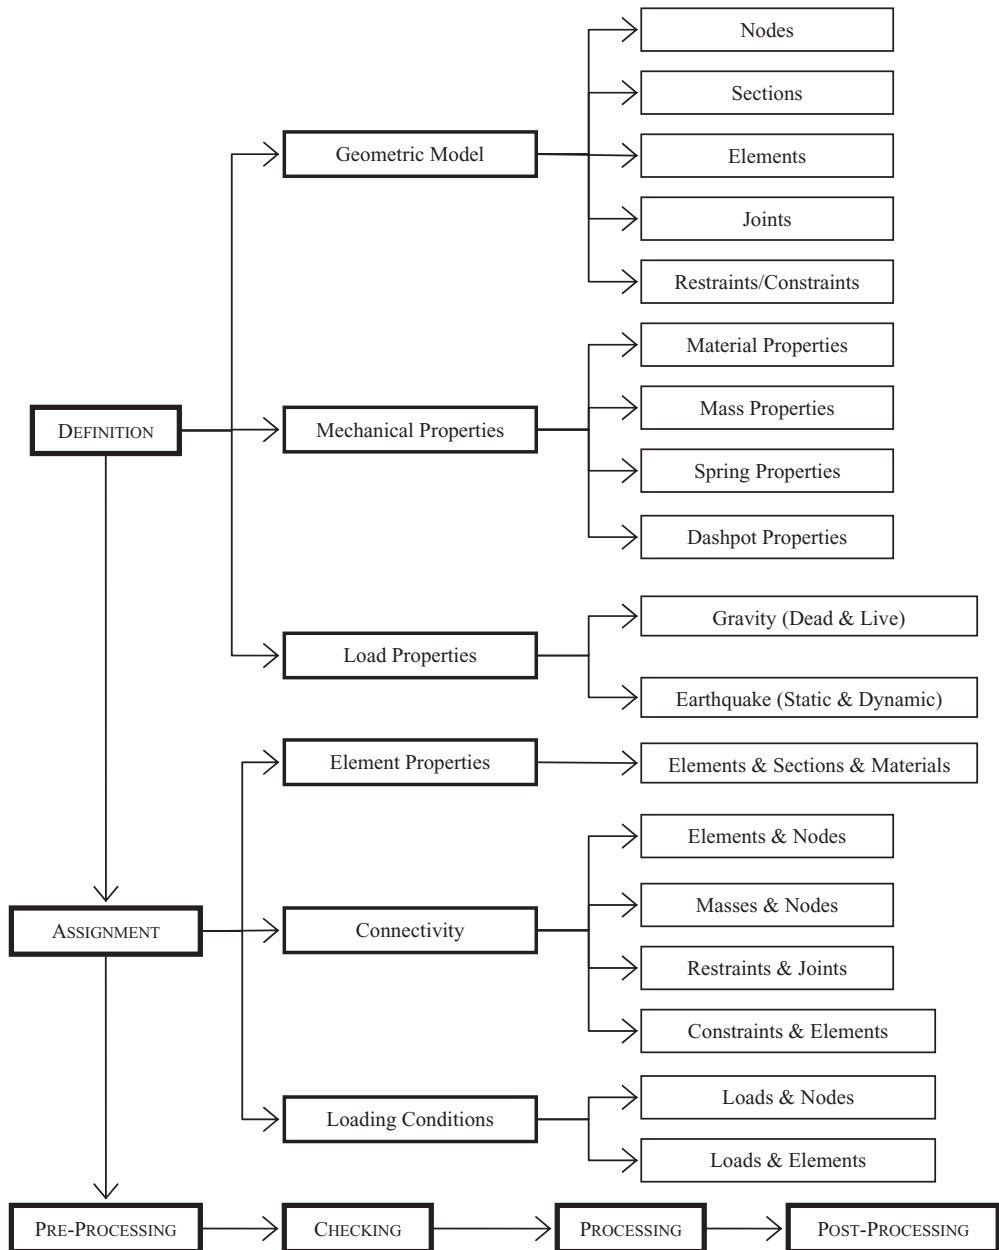 Nodes
Sections
Geometric Model
Elements
Joints
Restraints/Constraints
Material Properties
Mass Properties
DEFINITION
Mechanical Properties
Spring Properties
Dashpot Properties
Gravity (Dead & Live)
Load Properties
Earthquake (Static & Dynamic)
Element Properties
Elements & Sections & Materials
Elements & Nodes
Masses & Nodes
ASSIGNMENT
Connectivity
Restraints & Joints
Constraints & Elements
Loads & Nodes
Loading Conditions
Loads & Elements
PRE-PROCESSING
CHECKING
PROCESSING
POST-PROCESSING